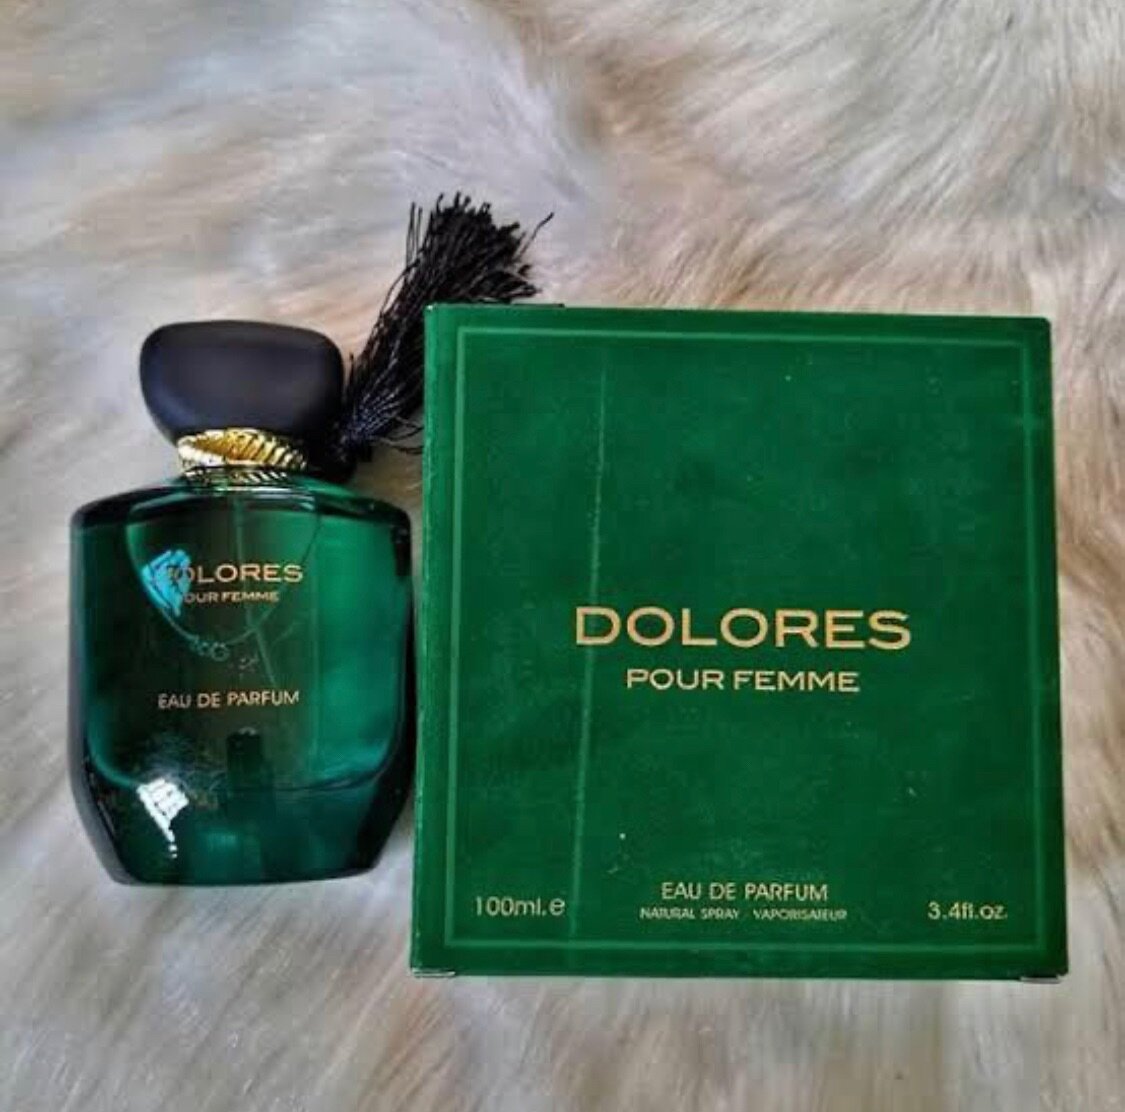 DOLORES
POUR FEMME
EAU DE PARFUM
DOLORES
POUR FEMME
EAU DE PARFUM
NATURAL SPRAY VAPORISATEUR
100ml.e
3.4fl.oz.